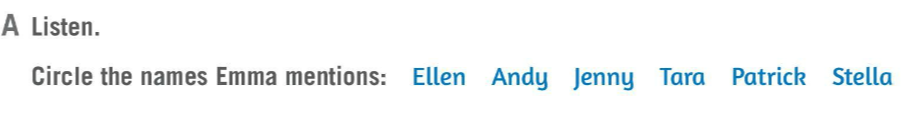 A Listen.
Circle the names Emma mentions: Ellen Andy Jenny Tara Patrick Stella